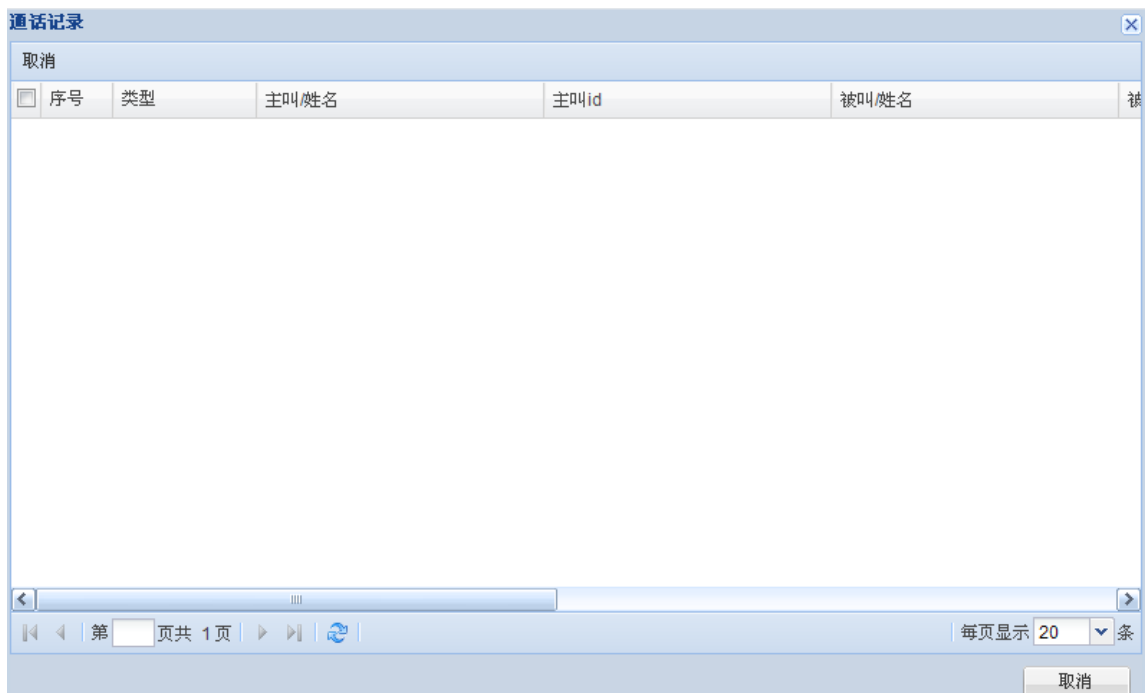 通话记录
取消
序号 类型 主叫/姓名 主叫id 被叫/姓名 被
第 页共 1页 每页显示 20 条
取消